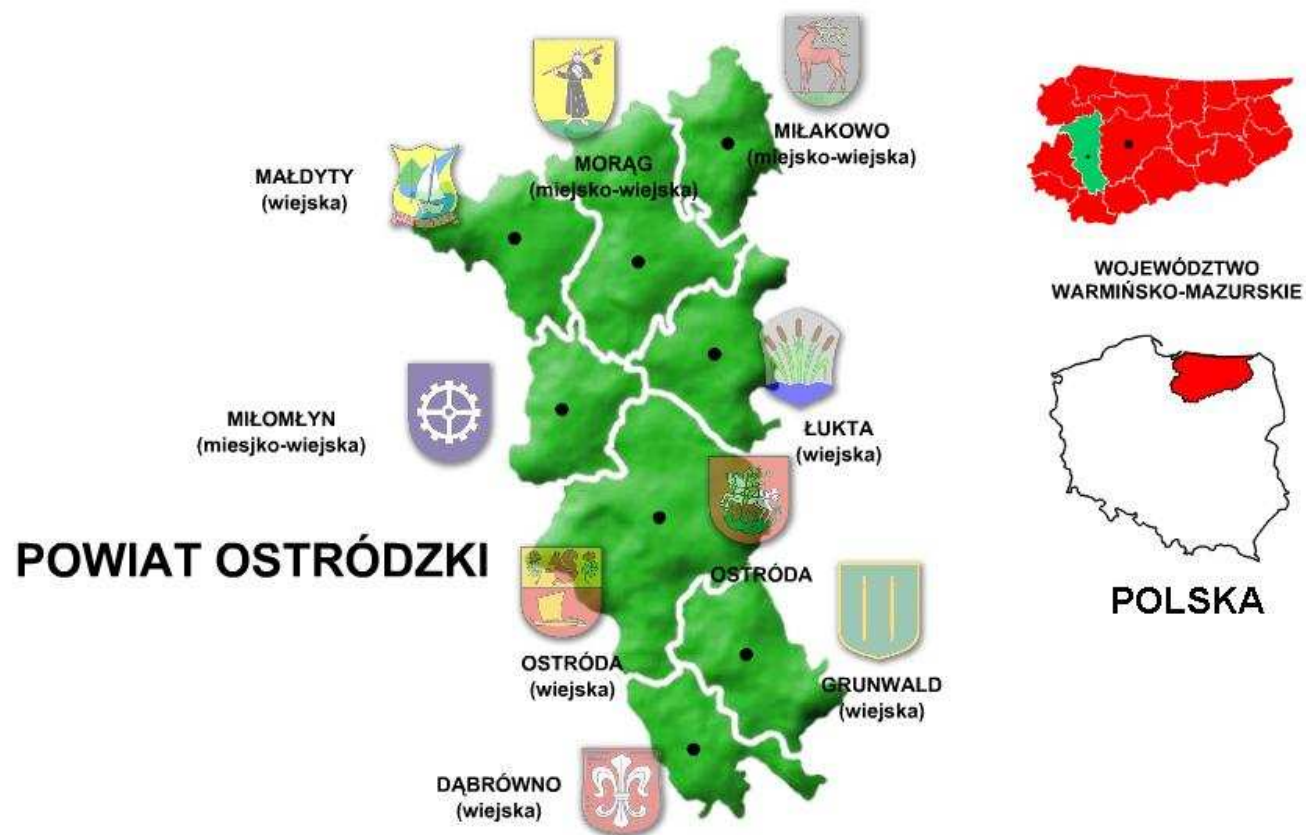 MIŁAKOWO
(miejsko-wiejska)
MORĄG
(miejsko-wiejska)
MAŁDYTY
(wiejska)
WOJEWÓDZTWO
WARMIŃSKO-MAZURSKIE
MIŁOMŁYN
(miesjko-wiejska)
ŁUKTA
(wiejska)
POWIAT OSTRÓDZKI
OSTRÓDA
POLSKA
OSTRÓDA
(wiejska)
GRUNWALD
(wiejska)
DĄBRÓWNO
(wiejska)